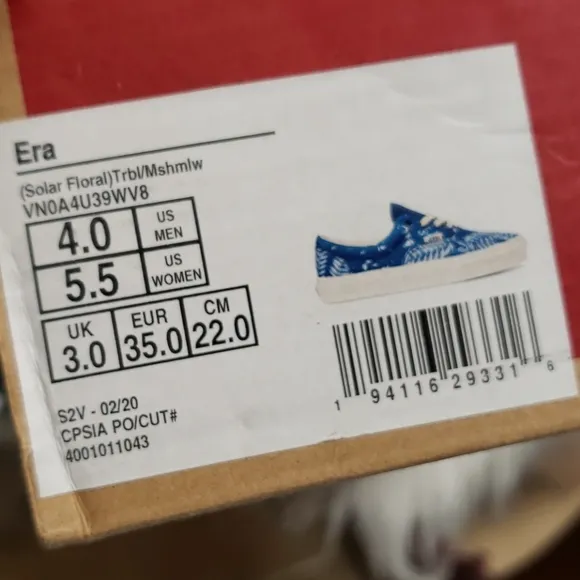 Era
(Solar Floral)Trbl/Mshmlw
VN0A4U39WV8
4.0 US MEN
5.5 US WOMEN
UK EUR CM
3.0 35.0 22.0
S2V - 02/20
CPSIA PO/CUT#
4001011043
1 94116 29331 6